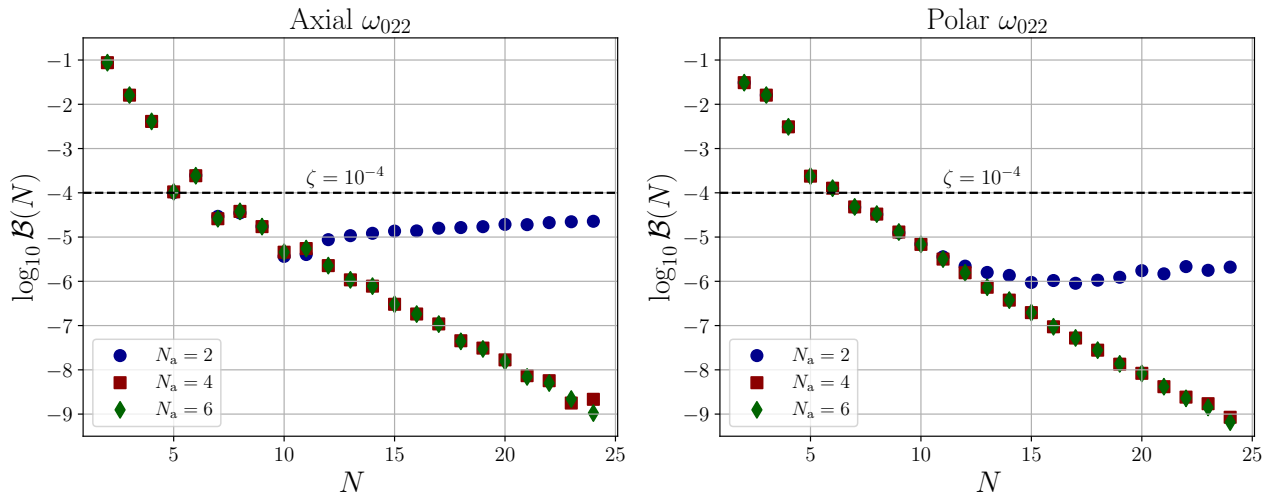 Axial ω₀₂₂
log₁₀ B(N)
−1
−2
−3
−4
−5
−6
−7
−8
−9
ζ = 10⁻⁴
Nₐ = 2
Nₐ = 4
Nₐ = 6
5
10
15
20
25
N
Polar ω₀₂₂
log₁₀ B(N)
−1
−2
−3
−4
−5
−6
−7
−8
−9
ζ = 10⁻⁴
Nₐ = 2
Nₐ = 4
Nₐ = 6
5
10
15
20
25
N